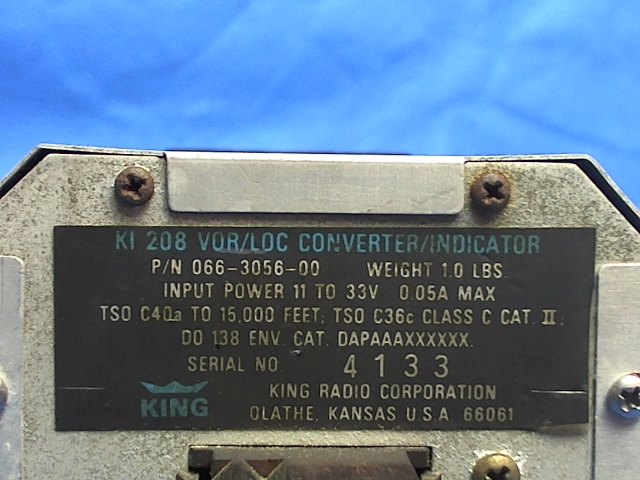 KI 208 VOR/LOC CONVERTER/INDICATOR
P/N 066-3056-00 WEIGHT 1.0 LBS.
INPUT POWER 11 TO 33V 0.05A MAX
TSO C40a TO 15,000 FEET; TSO C36c CLASS C CAT. II;
DO 138 ENV. CAT. DAPAAAXXXXXX.
SERIAL NO. 4133
KING KING RADIO CORPORATION
OLATHE, KANSAS U.S.A. 66061